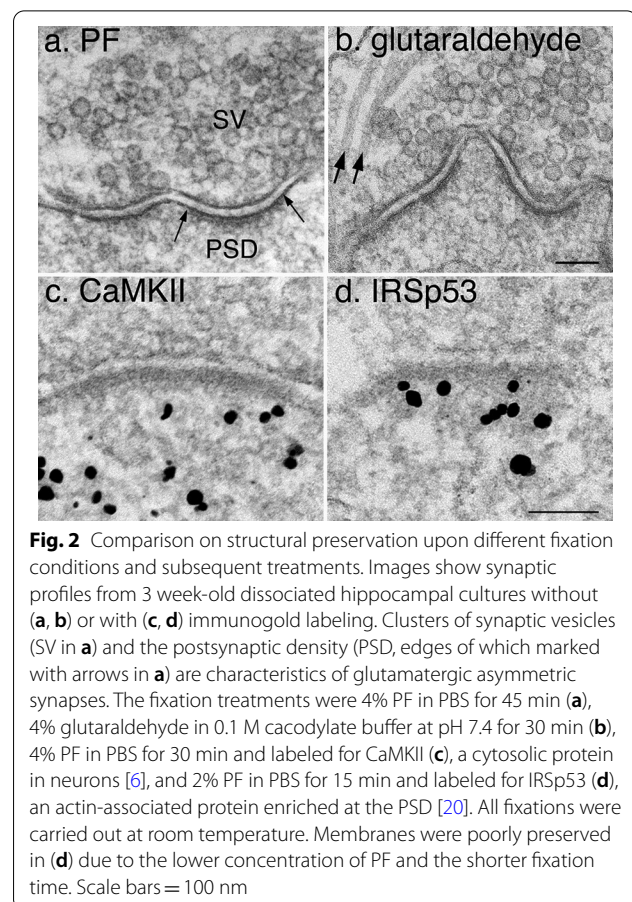 a. PF
b. glutaraldehyde
SV
PSD
c. CaMKII
d. IRSp53
Fig. 2 Comparison on structural preservation upon different fixation
conditions and subsequent treatments. Images show synaptic
profiles from 3 week-old dissociated hippocampal cultures without
(a, b) or with (c, d) immunogold labeling. Clusters of synaptic vesicles
(SV in a) and the postsynaptic density (PSD, edges of which marked
with arrows in a) are characteristics of glutamatergic asymmetric
synapses. The fixation treatments were 4% PF in PBS for 45 min (a),
4% glutaraldehyde in 0.1 M cacodylate buffer at pH 7.4 for 30 min (b),
4% PF in PBS for 30 min and labeled for CaMKII (c), a cytosolic protein
in neurons [6], and 2% PF in PBS for 15 min and labeled for IRSp53 (d),
an actin-associated protein enriched at the PSD [20]. All fixations were
carried out at room temperature. Membranes were poorly preserved
in (d) due to the lower concentration of PF and the shorter fixation
time. Scale bars = 100 nm